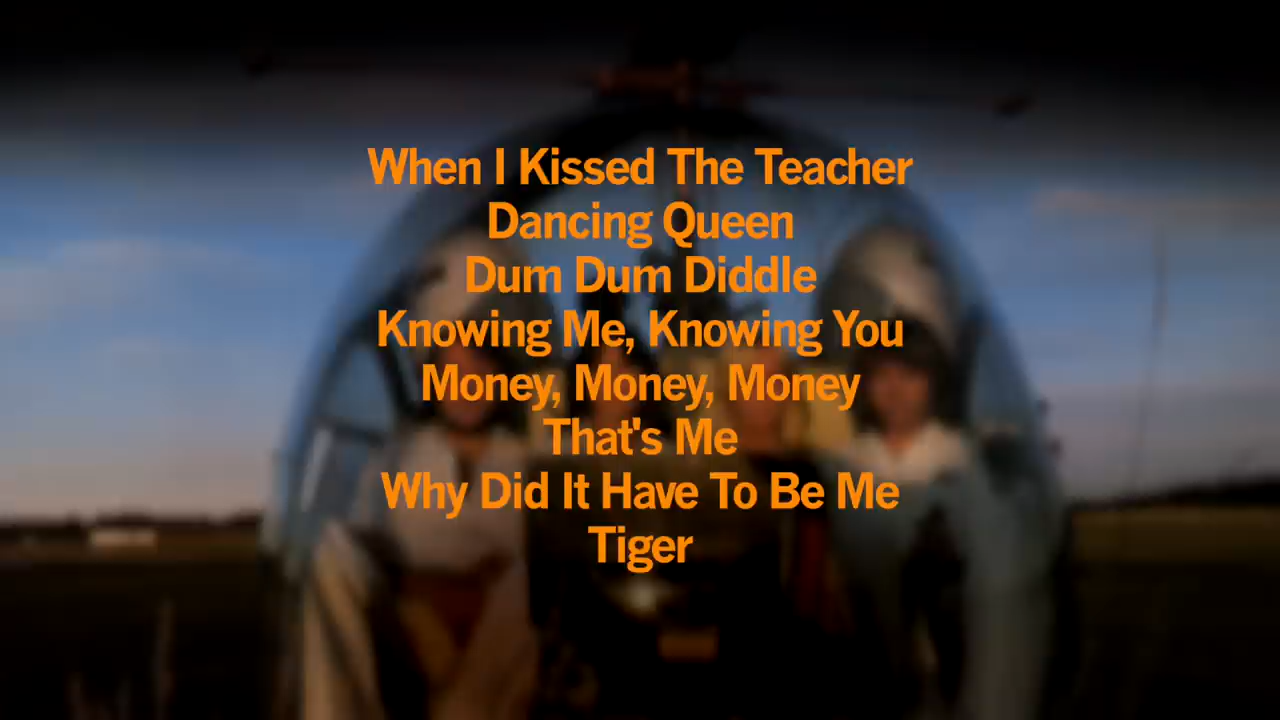 When I Kissed The Teacher
Dancing Queen
Dum Dum Diddle
Knowing Me, Knowing You
Money, Money, Money
That's Me
Why Did It Have To Be Me
Tiger